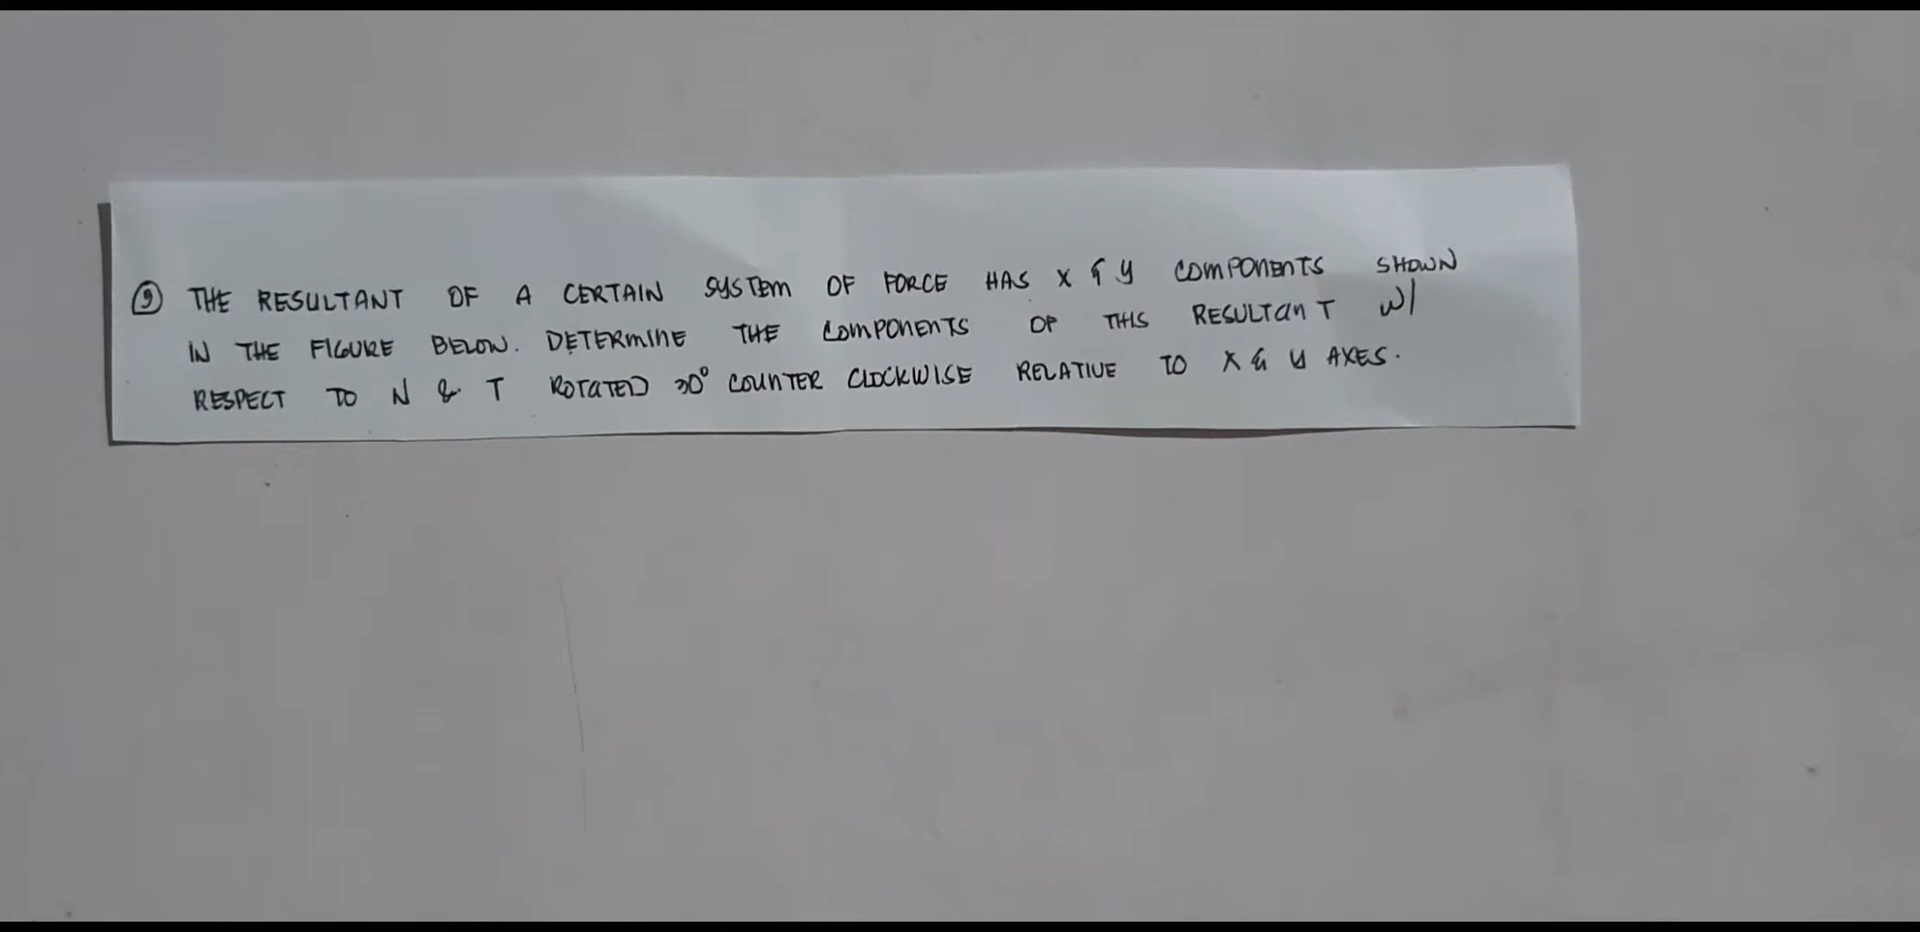 ⑨ THE RESULTANT OF A CERTAIN SYSTEM OF FORCE HAS X & Y COMPONENTS SHOWN
IN THE FIGURE BELOW. DETERMINE THE COMPONENTS OF THIS RESULTANT W/
RESPECT TO N & T ROTATED 30° COUNTER CLOCKWISE RELATIVE TO X & Y AXES.